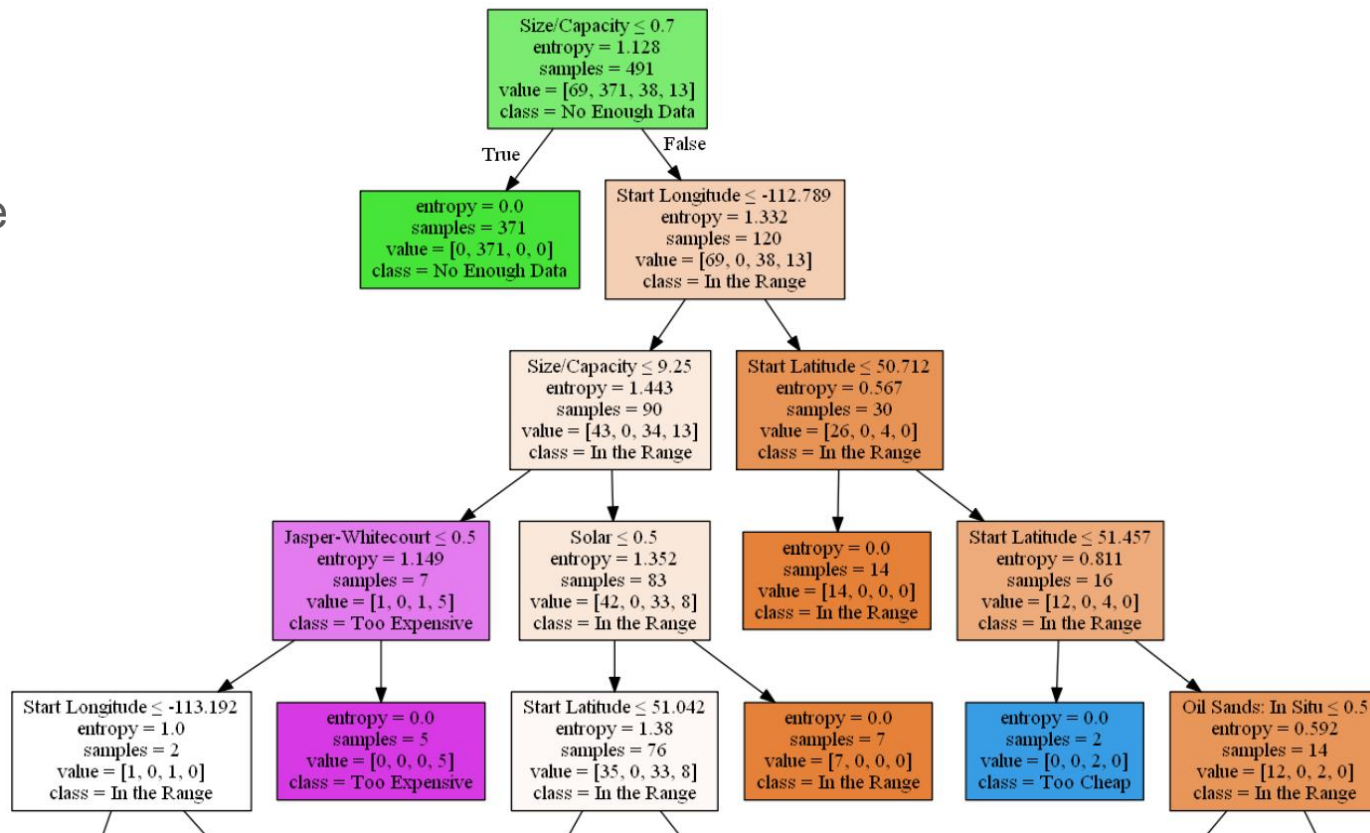 Size/Capacity ≤ 0.7
entropy = 1.128
samples = 491
value = [69, 371, 38, 13]
class = No Enough Data
True
False
e
entropy = 0.0
samples = 371
value = [0, 371, 0, 0]
class = No Enough Data
Start Longitude ≤ -112.789
entropy = 1.332
samples = 120
value = [69, 0, 38, 13]
class = In the Range
Size/Capacity ≤ 9.25
entropy = 1.443
samples = 90
value = [43, 0, 34, 13]
class = In the Range
Start Latitude ≤ 50.712
entropy = 0.567
samples = 30
value = [26, 0, 4, 0]
class = In the Range
Jasper-Whitecourt ≤ 0.5
entropy = 1.149
samples = 7
value = [1, 0, 1, 5]
class = Too Expensive
Solar ≤ 0.5
entropy = 1.352
samples = 83
value = [42, 0, 33, 8]
class = In the Range
entropy = 0.0
samples = 14
value = [14, 0, 0, 0]
class = In the Range
Start Latitude ≤ 51.457
entropy = 0.811
samples = 16
value = [12, 0, 4, 0]
class = In the Range
Start Longitude ≤ -113.192
entropy = 1.0
samples = 2
value = [1, 0, 1, 0]
class = In the Range
entropy = 0.0
samples = 5
value = [0, 0, 0, 5]
class = Too Expensive
Start Latitude ≤ 51.042
entropy = 1.38
samples = 76
value = [35, 0, 33, 8]
class = In the Range
entropy = 0.0
samples = 7
value = [7, 0, 0, 0]
class = In the Range
entropy = 0.0
samples = 2
value = [0, 0, 2, 0]
class = Too Cheap
Oil Sands: In Situ ≤ 0.5
entropy = 0.592
samples = 14
value = [12, 0, 2, 0]
class = In the Range